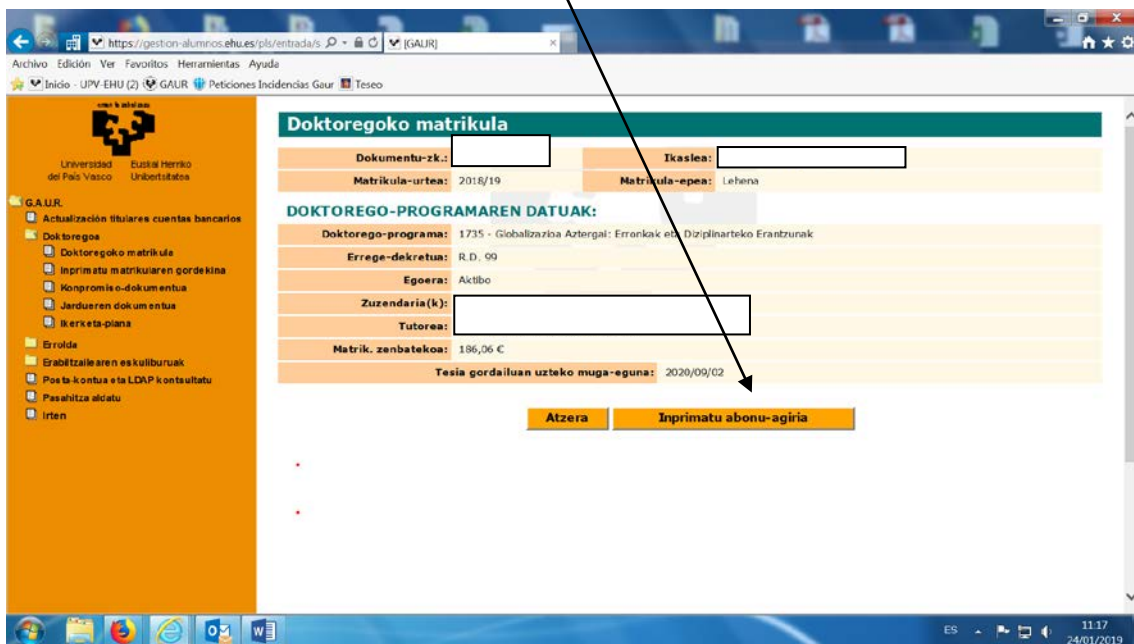 https://gestion-alumnos.ehu.es/pls/entrada/s
[GAUR]
Archivo Edición Ver Favoritos Herramientas Ayuda
Inicio - UPV-EHU (2) GAUR Peticiones Incidencias Gaur Teseo
Universidad del País Vasco
Euskal Herriko Unibertsitatea
G.A.U.R.
Actualización titulares cuentas bancarios
Doktoregoa
Doktoregoko matrikula
Inprimatu matrikularen gordekina
Konpromiso-dokumentua
Jardueren dokumentua
Ikerketa-plana
Errolda
Erabiltzailearen eskuliburuak
Posta-kontua eta LDAP kontsultatu
Pasahitza aldatu
Irten
Doktoregoko matrikula
Dokumentu-zk.: Ikaslea:
Matrikula-urtea: 2018/19 Matrikula-epea: Lehena
DOKTOREGO-PROGRAMAREN DATUAK:
Doktorego-programa: 1735 - Globalizazioa Aztergai: Erronkak eta Diziplinarteko Erantzunak
Errege-dekretua: R.D. 99
Egoera: Aktibo
Zuzendaria(k):
Tutorea:
Matrik. zenbatekoa: 186,06 €
Tesia gordailuan uzteko muga-eguna: 2020/09/02
Atzera Inprimatu abonu-agiria
ES
11:17
24/01/2019